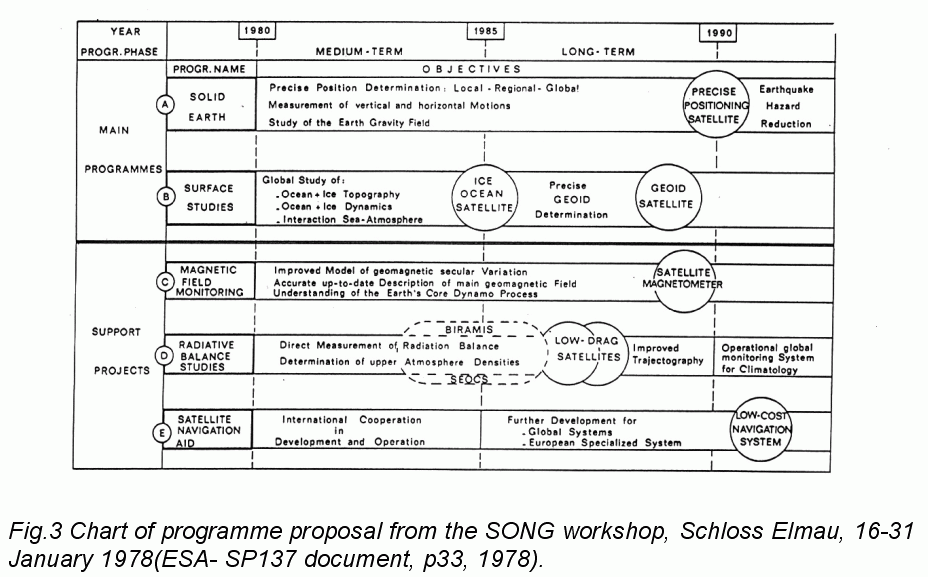 YEAR
1980
1985
1990
PROGR.PHASE
MEDIUM-TERM
LONG-TERM
PROGR.NAME
OBJECTIVES
MAIN
PROGRAMMES
A
SOLID
EARTH
Precise Position Determination: Local - Regional - Global
Measurement of vertical and horizontal Motions
Study of the Earth Gravity Field
PRECISE
POSITIONING
SATELLITE
Earthquake
Hazard
Reduction
B
SURFACE
STUDIES
Global Study of:
- Ocean + Ice Topography
- Ocean + Ice Dynamics
- Interaction Sea-Atmosphere
ICE
OCEAN
SATELLITE
Precise
GEOID
Determination
GEOID
SATELLITE
SUPPORT
PROJECTS
C
MAGNETIC
FIELD
MONITORING
Improved Model of geomagnetic secular Variation
Accurate up-to-date Description of main geomagnetic Field
Understanding of the Earth's Core Dynamo Process
SATELLITE
MAGNETOMETER
D
RADIATIVE
BALANCE
STUDIES
BIRAMIS
Direct Measurement of Radiation Balance
Determination of upper Atmosphere Densities
SEOCS
LOW-DRAG
SATELLITES
Improved
Trajectography
Operational global
monitoring System
for Climatology
E
SATELLITE
NAVIGATION
AID
International Cooperation
in
Development and Operation
Further Development for
- Global Systems
- European Specialized System
LOW-COST
NAVIGATION
SYSTEM
Fig.3 Chart of programme proposal from the SONG workshop, Schloss Elmau, 16-31
January 1978(ESA- SP137 document, p33, 1978).